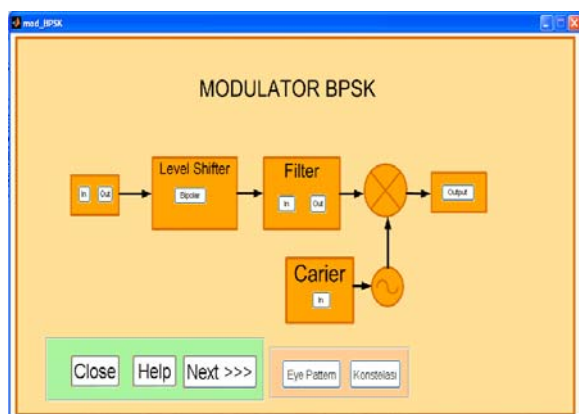 mod_BPSK
MODULATOR BPSK
Level Shifter
Filter
In Out
Bipolar
In Out
Output
Carier
In
Close Help Next >>>
Eye Pattern Konstelasi